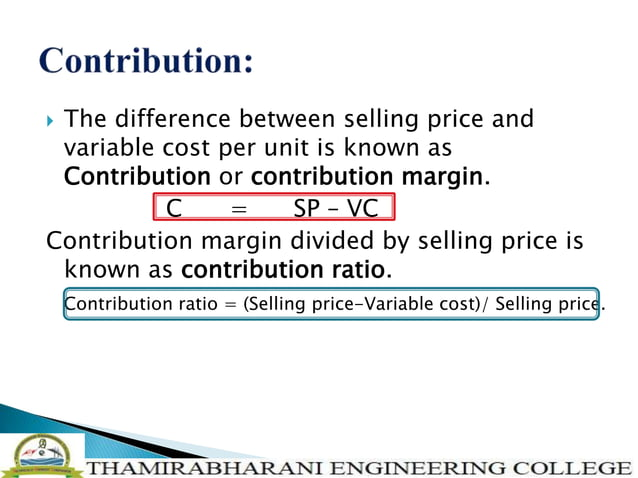 Contribution:
The difference between selling price and
variable cost per unit is known as
Contribution or contribution margin.
C = SP – VC
Contribution margin divided by selling price is
known as contribution ratio.
Contribution ratio = (Selling price-Variable cost)/ Selling price.
THAMIRABHARANI ENGINEERING COLLEGE